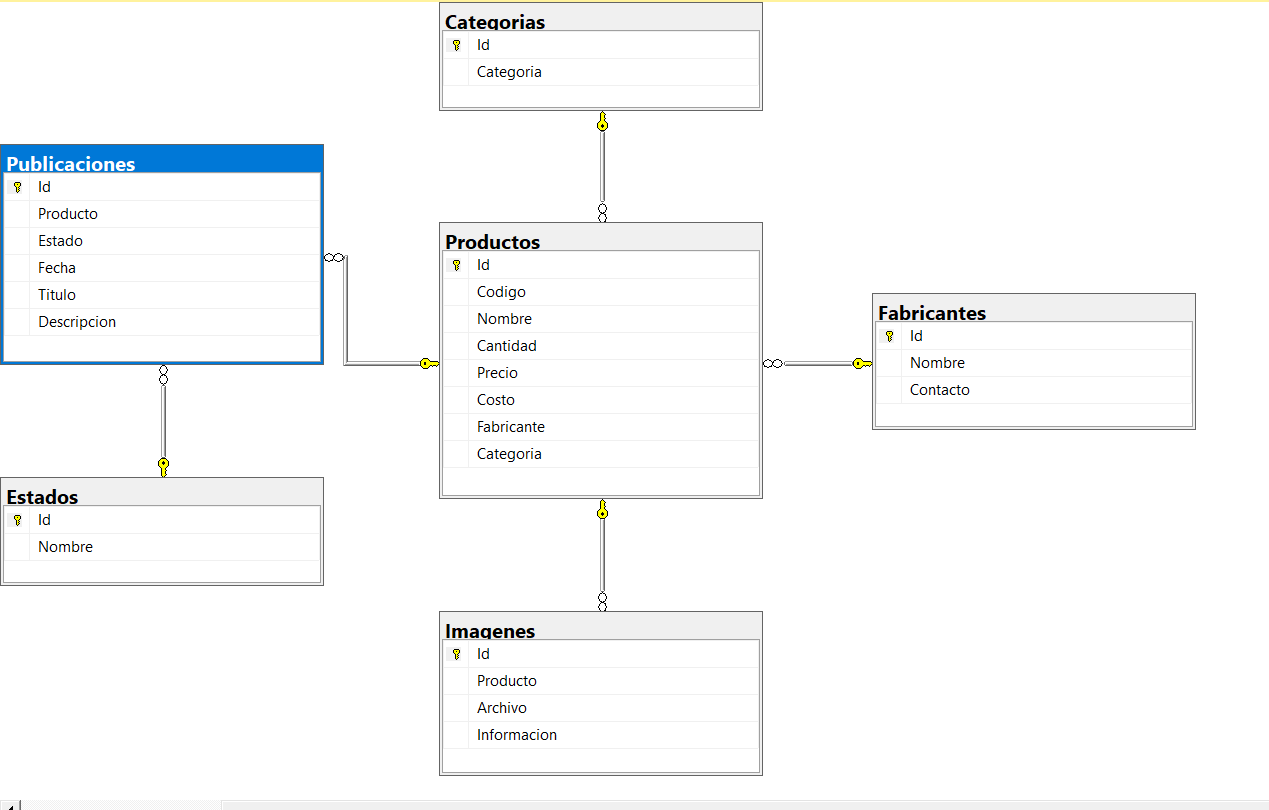 Categorias
Id
Categoria
Publicaciones
Id
Producto
Estado
Fecha
Titulo
Descripcion
Productos
Id
Codigo
Nombre
Cantidad
Precio
Costo
Fabricante
Categoria
Fabricantes
Id
Nombre
Contacto
Estados
Id
Nombre
Imagenes
Id
Producto
Archivo
Informacion